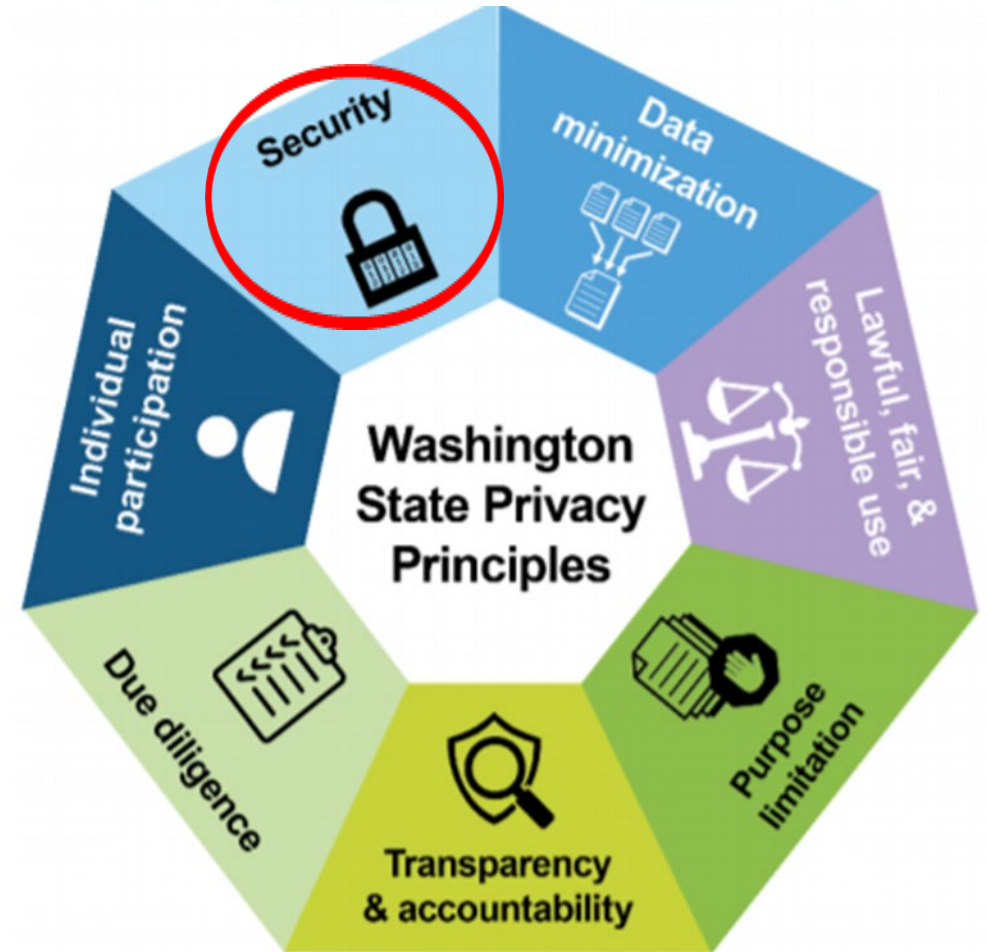 Washington
State Privacy
Principles
Security
Data
minimization
Lawful, fair, &
responsible use
Purpose
limitation
Transparency
& accountability
Due diligence
Individual
participation